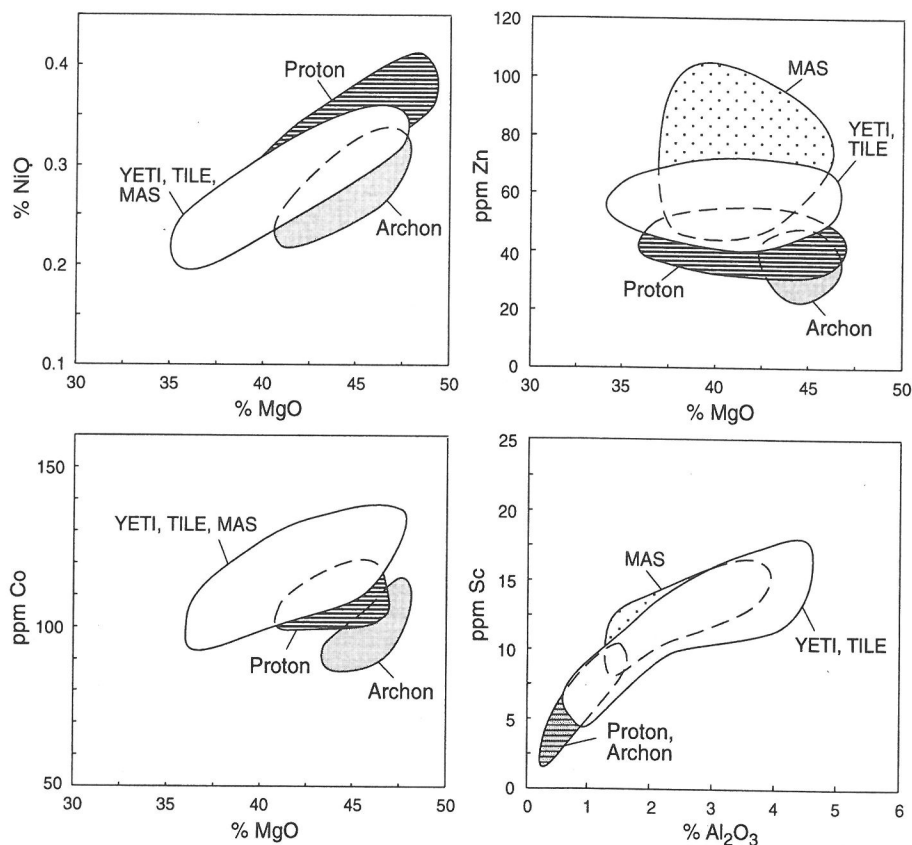 % NiO
0.4
0.3
0.2
0.1
Proton
YETI, TILE,
MAS
Archon
30
35
40
45
50
% MgO
ppm Zn
120
100
80
60
40
20
0
MAS
YETI,
TILE
Proton
Archon
30
35
40
45
50
% MgO
ppm Co
150
100
50
YETI, TILE, MAS
Proton
Archon
30
35
40
45
50
% MgO
ppm Sc
25
20
15
10
5
0
MAS
YETI, TILE
Proton,
Archon
0
1
2
3
4
5
6
% Al₂O₃